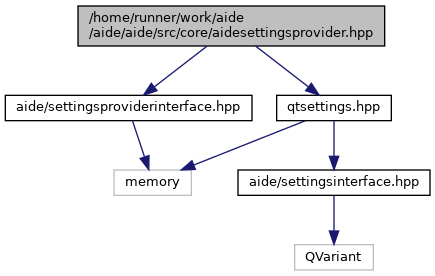 /home/runner/work/aide
/aide/aide/src/core/aidesettingsprovider.hpp
aide/settingsproviderinterface.hpp
qtsettings.hpp
memory
aide/settingsinterface.hpp
QVariant